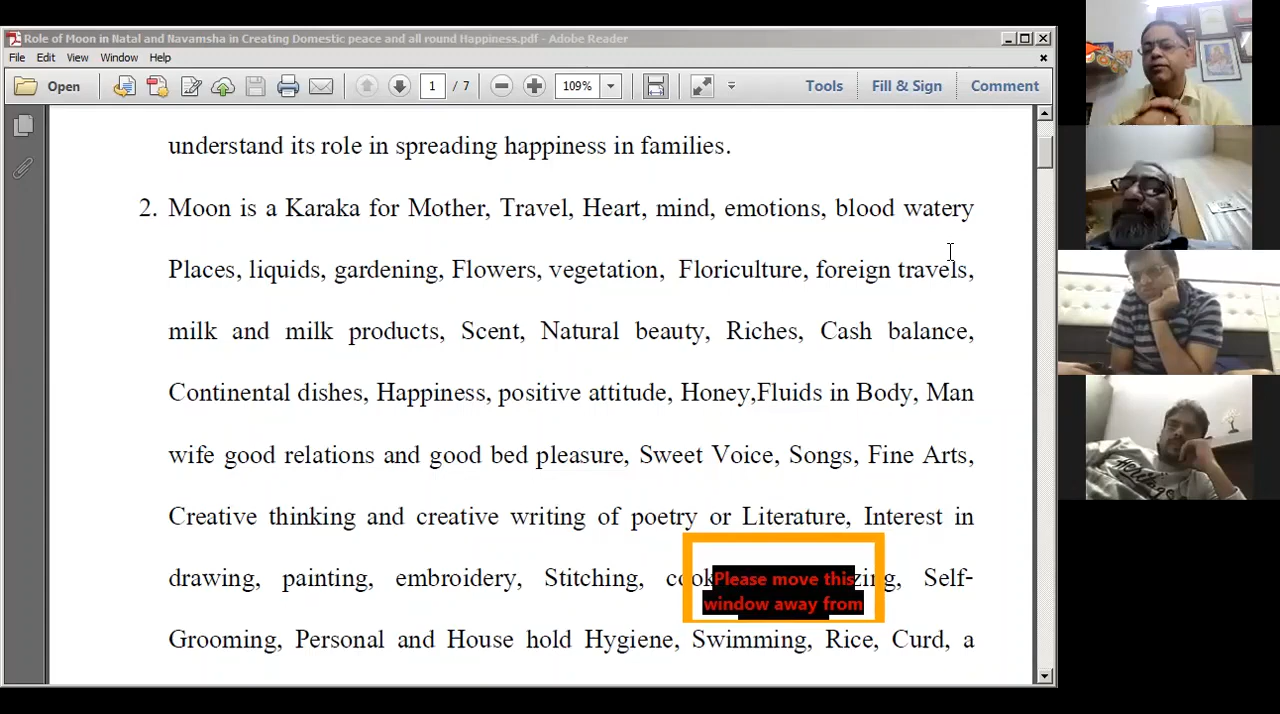 Role of Moon in Natal and Navamsha in Creating Domestic peace and all round Happiness.pdf - Adobe Reader
File Edit View Window Help
Open 1 / 7 109% Tools Fill & Sign Comment
understand its role in spreading happiness in families.
2. Moon is a Karaka for Mother, Travel, Heart, mind, emotions, blood watery
Places, liquids, gardening, Flowers, vegetation, Floriculture, foreign travels,
milk and milk products, Scent, Natural beauty, Riches, Cash balance,
Continental dishes, Happiness, positive attitude, Honey,Fluids in Body, Man
wife good relations and good bed pleasure, Sweet Voice, Songs, Fine Arts,
Creative thinking and creative writing of poetry or Literature, Interest in
drawing, painting, embroidery, Stitching, Self-
Please move this
window away from
Grooming, Personal and House hold Hygiene, Swimming, Rice, Curd, a